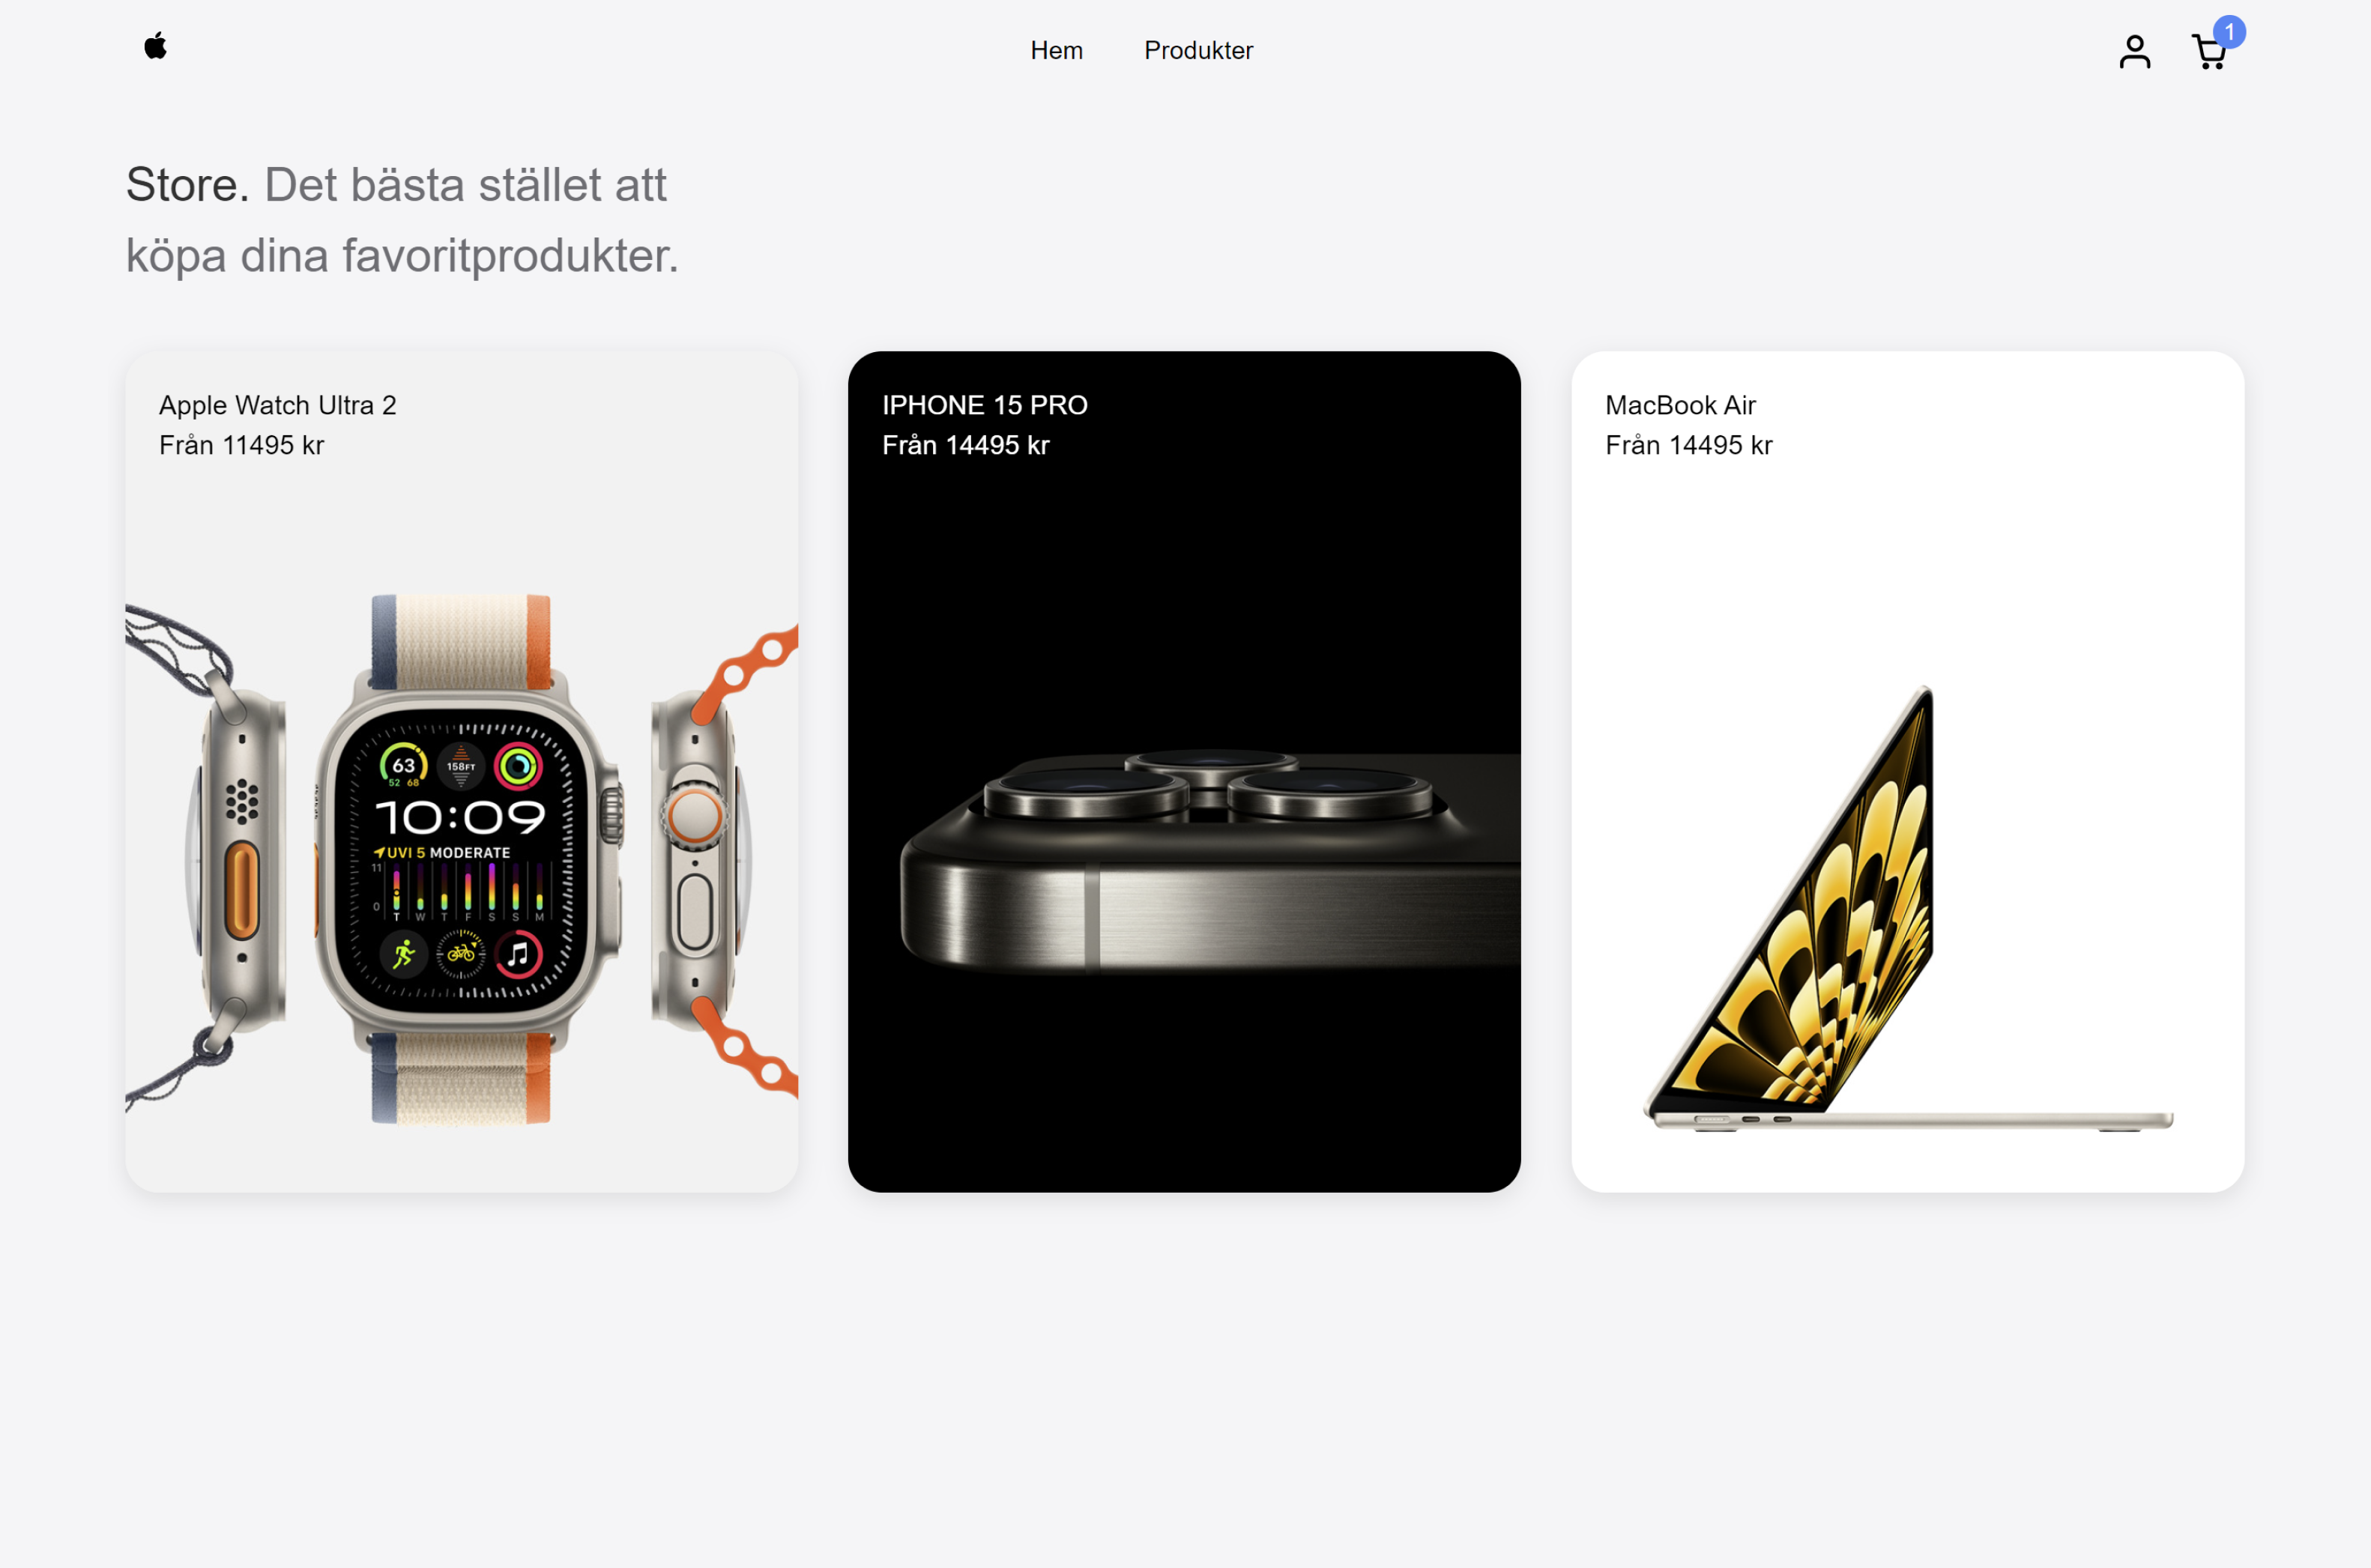 Hem
Produkter
1
Store. Det bästa stället att
köpa dina favoritprodukter.
Apple Watch Ultra 2
Från 11495 kr
63
52 68
158FT
10:09
UVI 5 MODERATE
11
0
T W T F S S M
IPHONE 15 PRO
Från 14495 kr
MacBook Air
Från 14495 kr